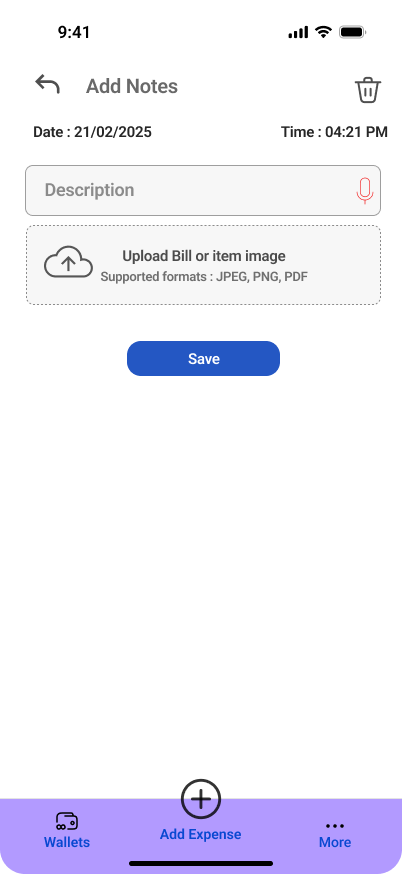 9:41
Add Notes
Date : 21/02/2025 Time : 04:21 PM
Description
Upload Bill or item image
Supported formats : JPEG, PNG, PDF
Save
Wallets
Add Expense
More